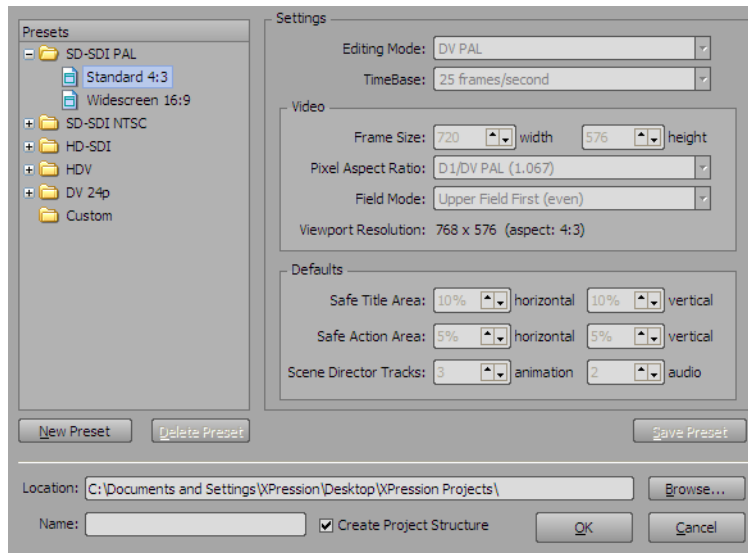 Presets
SD-SDI PAL
Standard 4:3
Widescreen 16:9
SD-SDI NTSC
HD-SDI
HDV
DV 24p
Custom
New Preset
Delete Preset
Settings
Editing Mode: DV PAL
TimeBase: 25 frames/second
Video
Frame Size: 720 width 576 height
Pixel Aspect Ratio: D1/DV PAL (1.067)
Field Mode: Upper Field First (even)
Viewport Resolution: 768 x 576 (aspect: 4:3)
Defaults
Safe Title Area: 10% horizontal 10% vertical
Safe Action Area: 5% horizontal 5% vertical
Scene Director Tracks: 3 animation 2 audio
Save Preset
Location: C:\Documents and Settings\XPression\Desktop\XPression Projects\ Browse...
Name: Create Project Structure OK Cancel